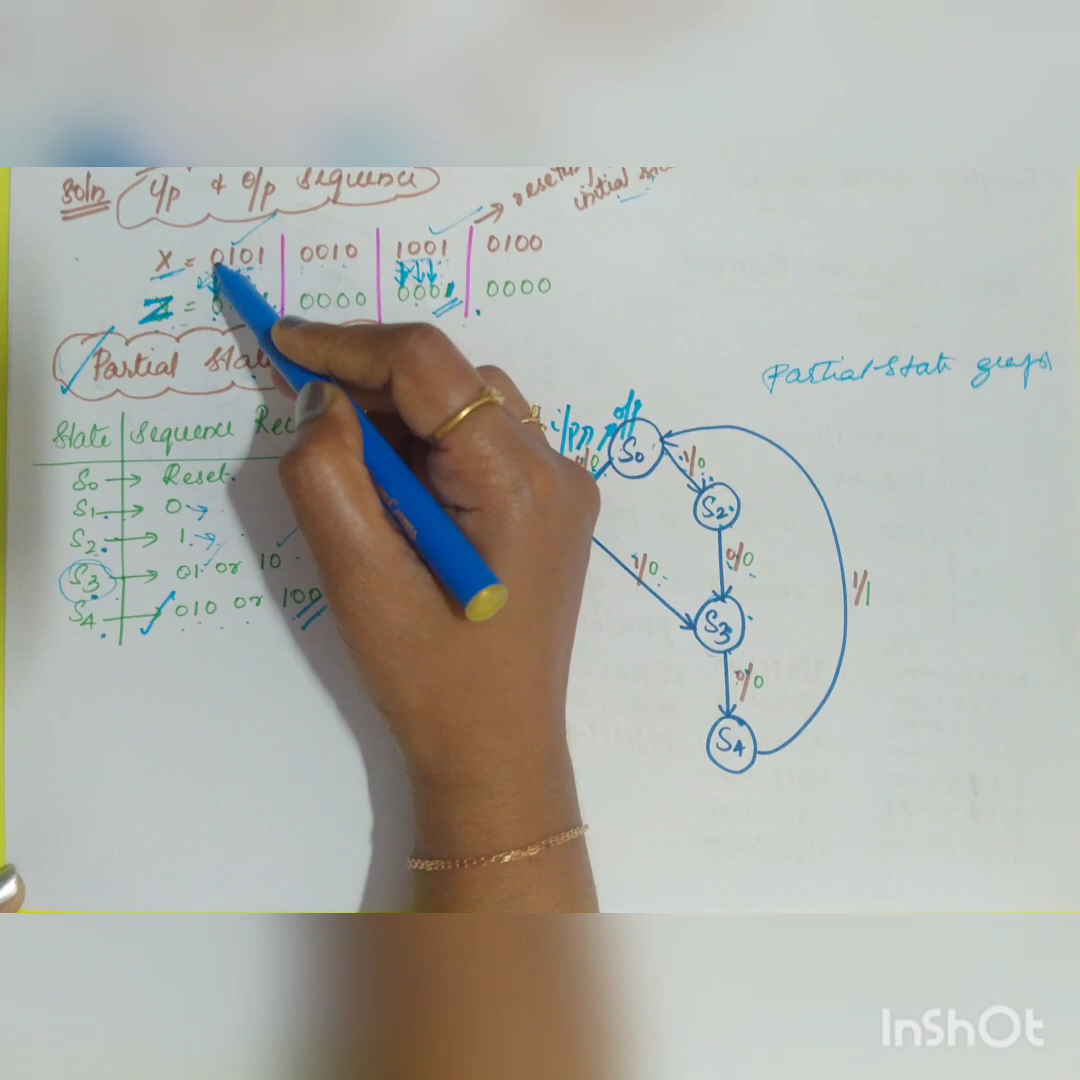 Soln i/p & o/p Sequence
initial
X = 0101 | 0010 | 1001 | 0100
Z = 0 | 0000 | 0001 | 0000
Partial
Partial State graph
State Sequence Rec
S0 → Reset.
S1 → 0
S2 → 1
S3 → 01 or 10
S4 → 010 or 100
i/p o/p
S0
1/0
S2
0/0
1/0
S3
1/1
0/0
S4
InShOt